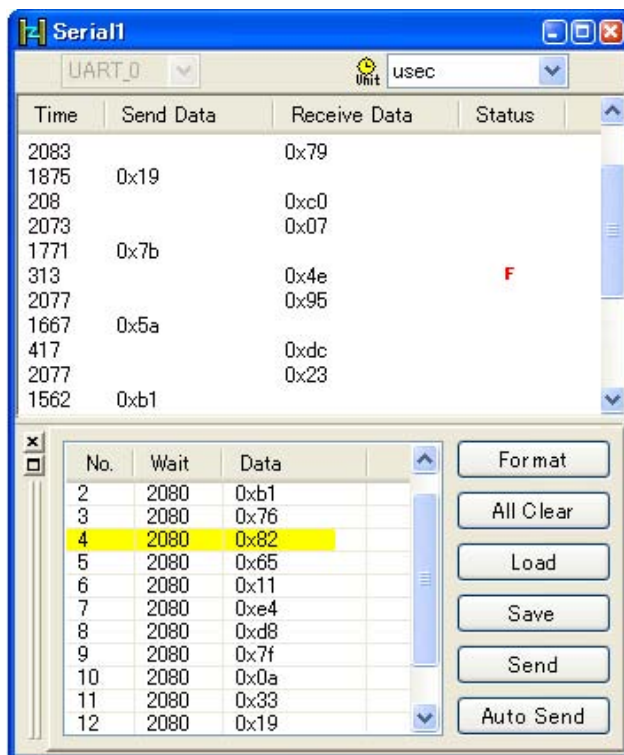 Serial1
UART_0 Unit usec
Time Send Data Receive Data Status
2083 0x79
1875 0x19
208 0xc0
2073 0x07
1771 0x7b
313 0x4e F
2077 0x95
1667 0x5a
417 0xdc
2077 0x23
1562 0xb1
No. Wait Data
2 2080 0xb1
3 2080 0x76
4 2080 0x82
5 2080 0x65
6 2080 0x11
7 2080 0xe4
8 2080 0xd8
9 2080 0x7f
10 2080 0x0a
11 2080 0x33
12 2080 0x19
Format
All Clear
Load
Save
Send
Auto Send